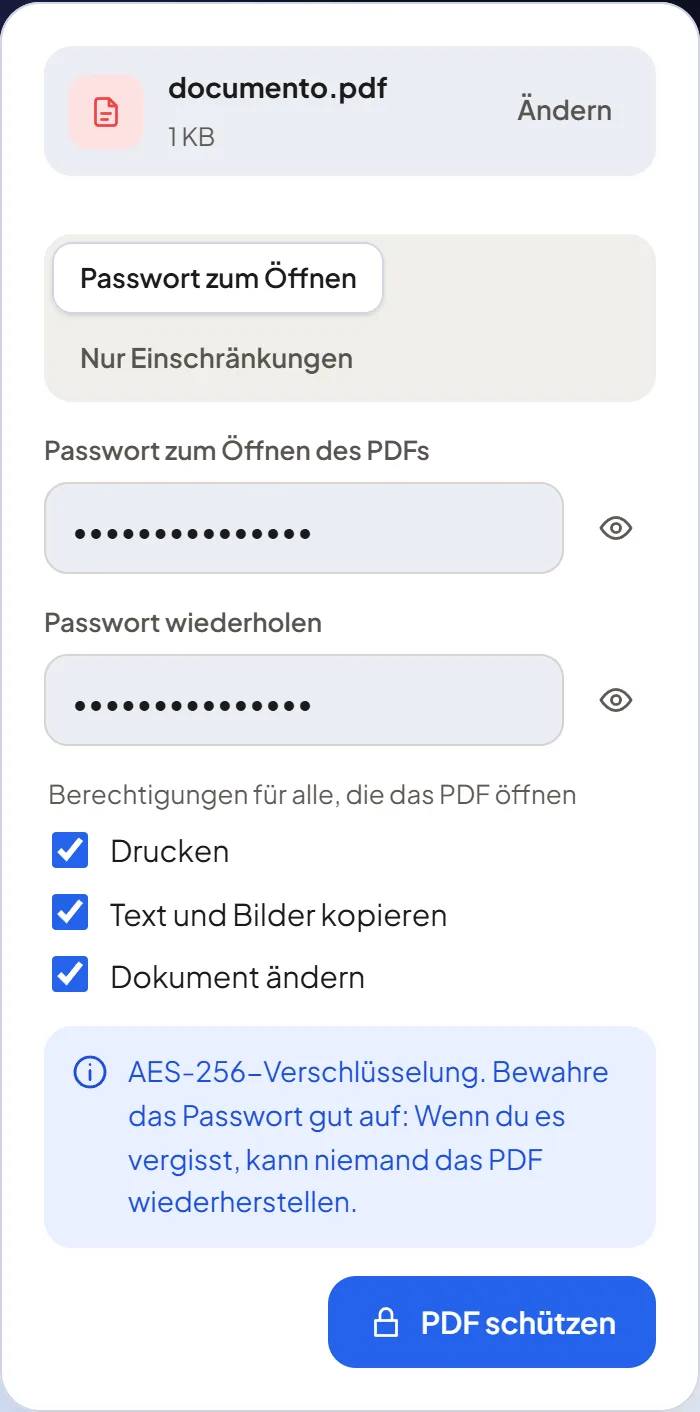 documento.pdf
1 KB
Ändern
Passwort zum Öffnen
Nur Einschränkungen
Passwort zum Öffnen des PDFs
•••••••••••••••
Passwort wiederholen
•••••••••••••••
Berechtigungen für alle, die das PDF öffnen
Drucken
Text und Bilder kopieren
Dokument ändern
AES-256-Verschlüsselung. Bewahre
das Passwort gut auf: Wenn du es
vergisst, kann niemand das PDF
wiederherstellen.
PDF schützen